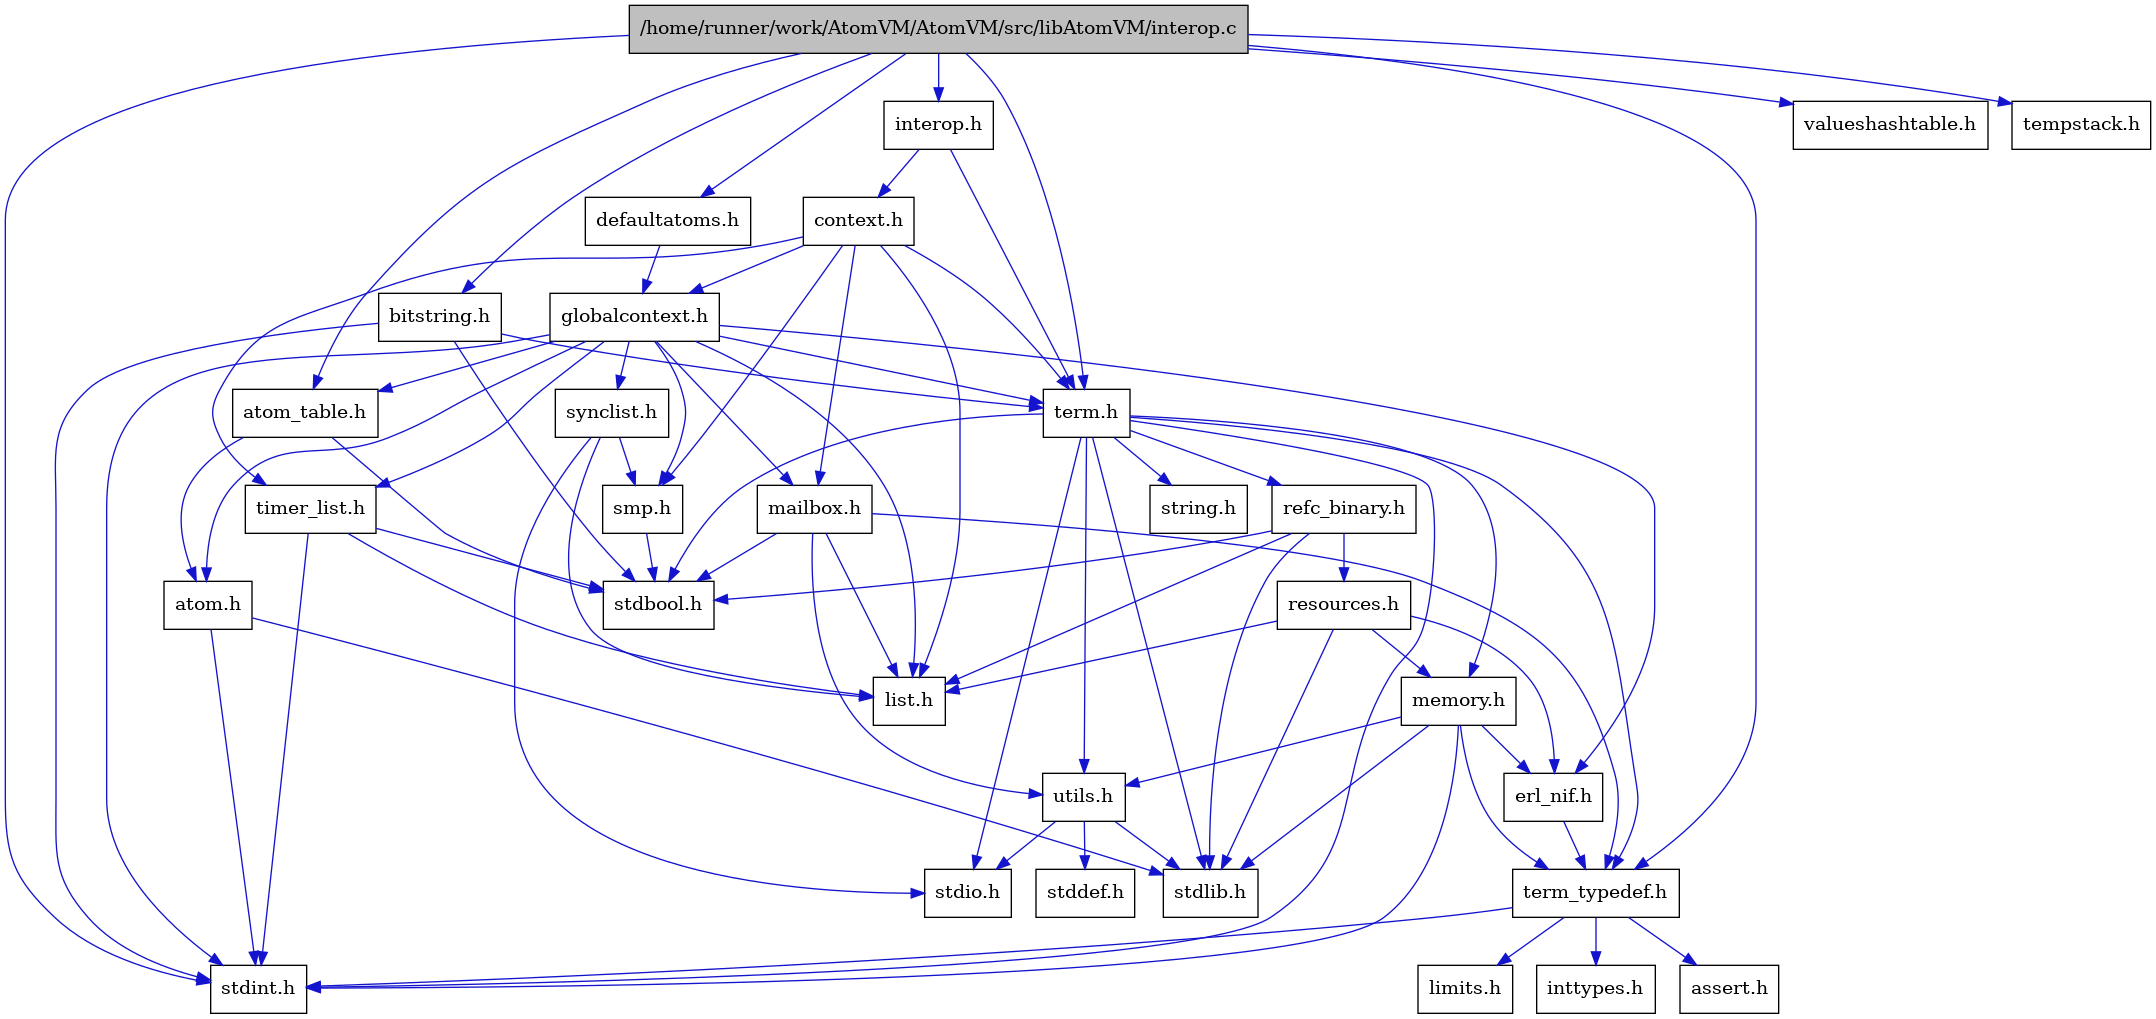 /home/runner/work/AtomVM/AtomVM/src/libAtomVM/interop.c
interop.h
valueshashtable.h
tempstack.h
defaultatoms.h
context.h
bitstring.h
globalcontext.h
atom_table.h
synclist.h
term.h
timer_list.h
smp.h
mailbox.h
string.h
refc_binary.h
atom.h
stdbool.h
resources.h
list.h
memory.h
utils.h
erl_nif.h
stdio.h
stddef.h
stdlib.h
term_typedef.h
stdint.h
limits.h
inttypes.h
assert.h